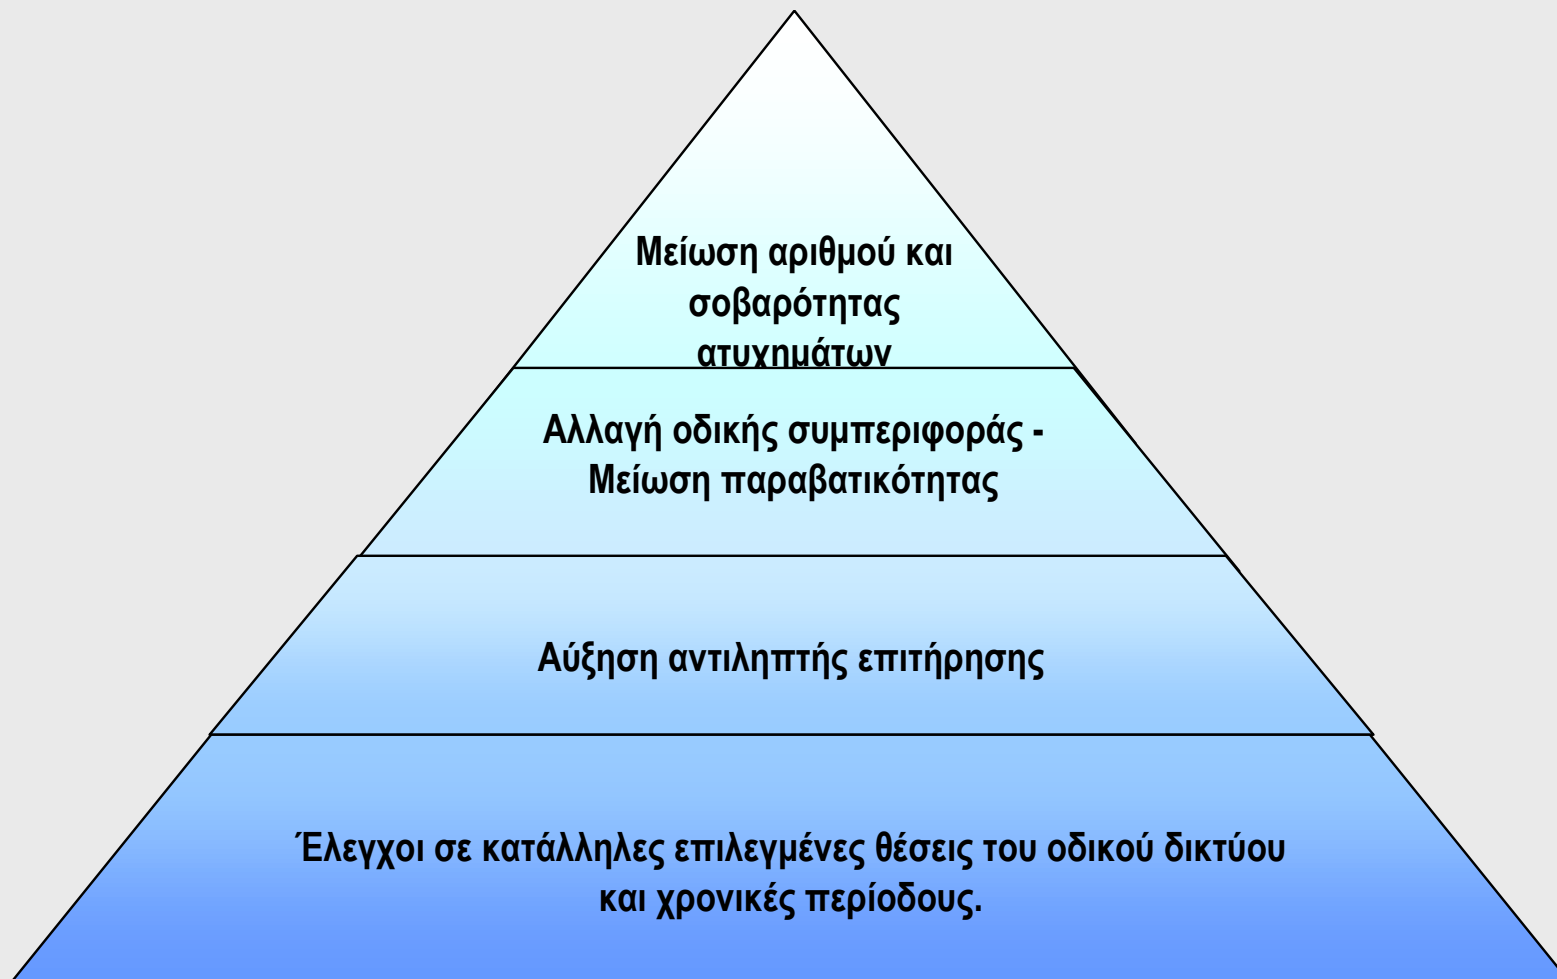 Μείωση αριθμού και
σοβαρότητας
ατυχημάτων
Αλλαγή οδικής συμπεριφοράς -
Μείωση παραβατικότητας
Αύξηση αντιληπτής επιτήρησης
Έλεγχοι σε κατάλληλες επιλεγμένες θέσεις του οδικού δικτύου
και χρονικές περίοδους.